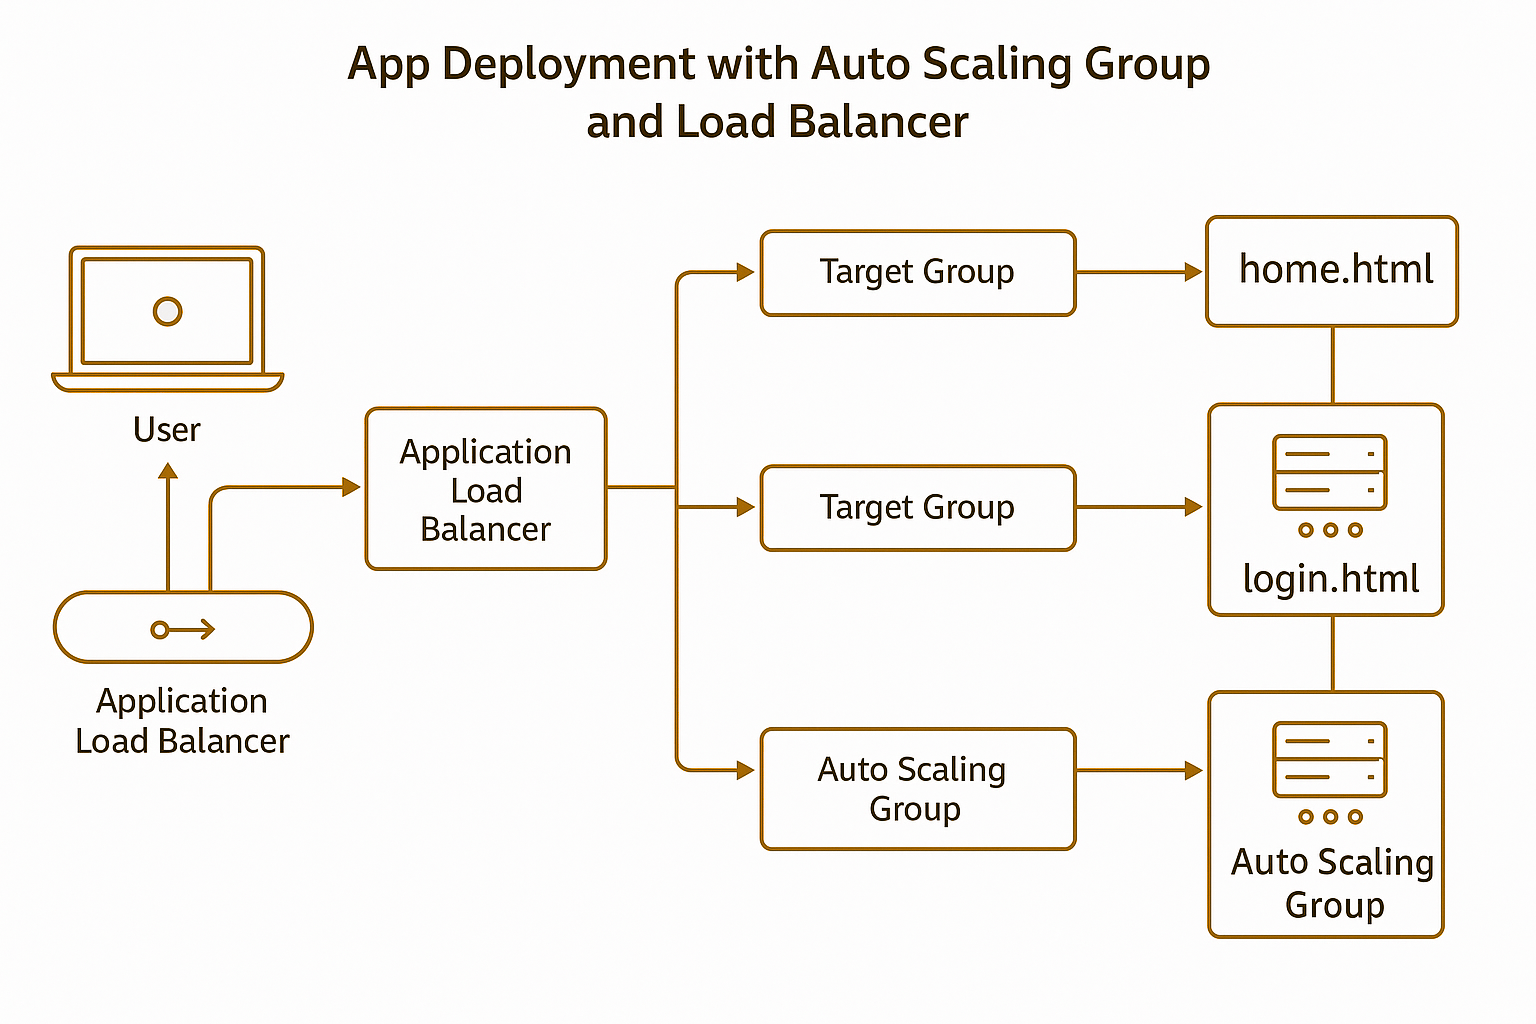 App Deployment with Auto Scaling Group
and Load Balancer
User
Application
Load Balancer
Application
Load
Balancer
Target Group
Target Group
Auto Scaling
Group
home.html
login.html
Auto Scaling
Group